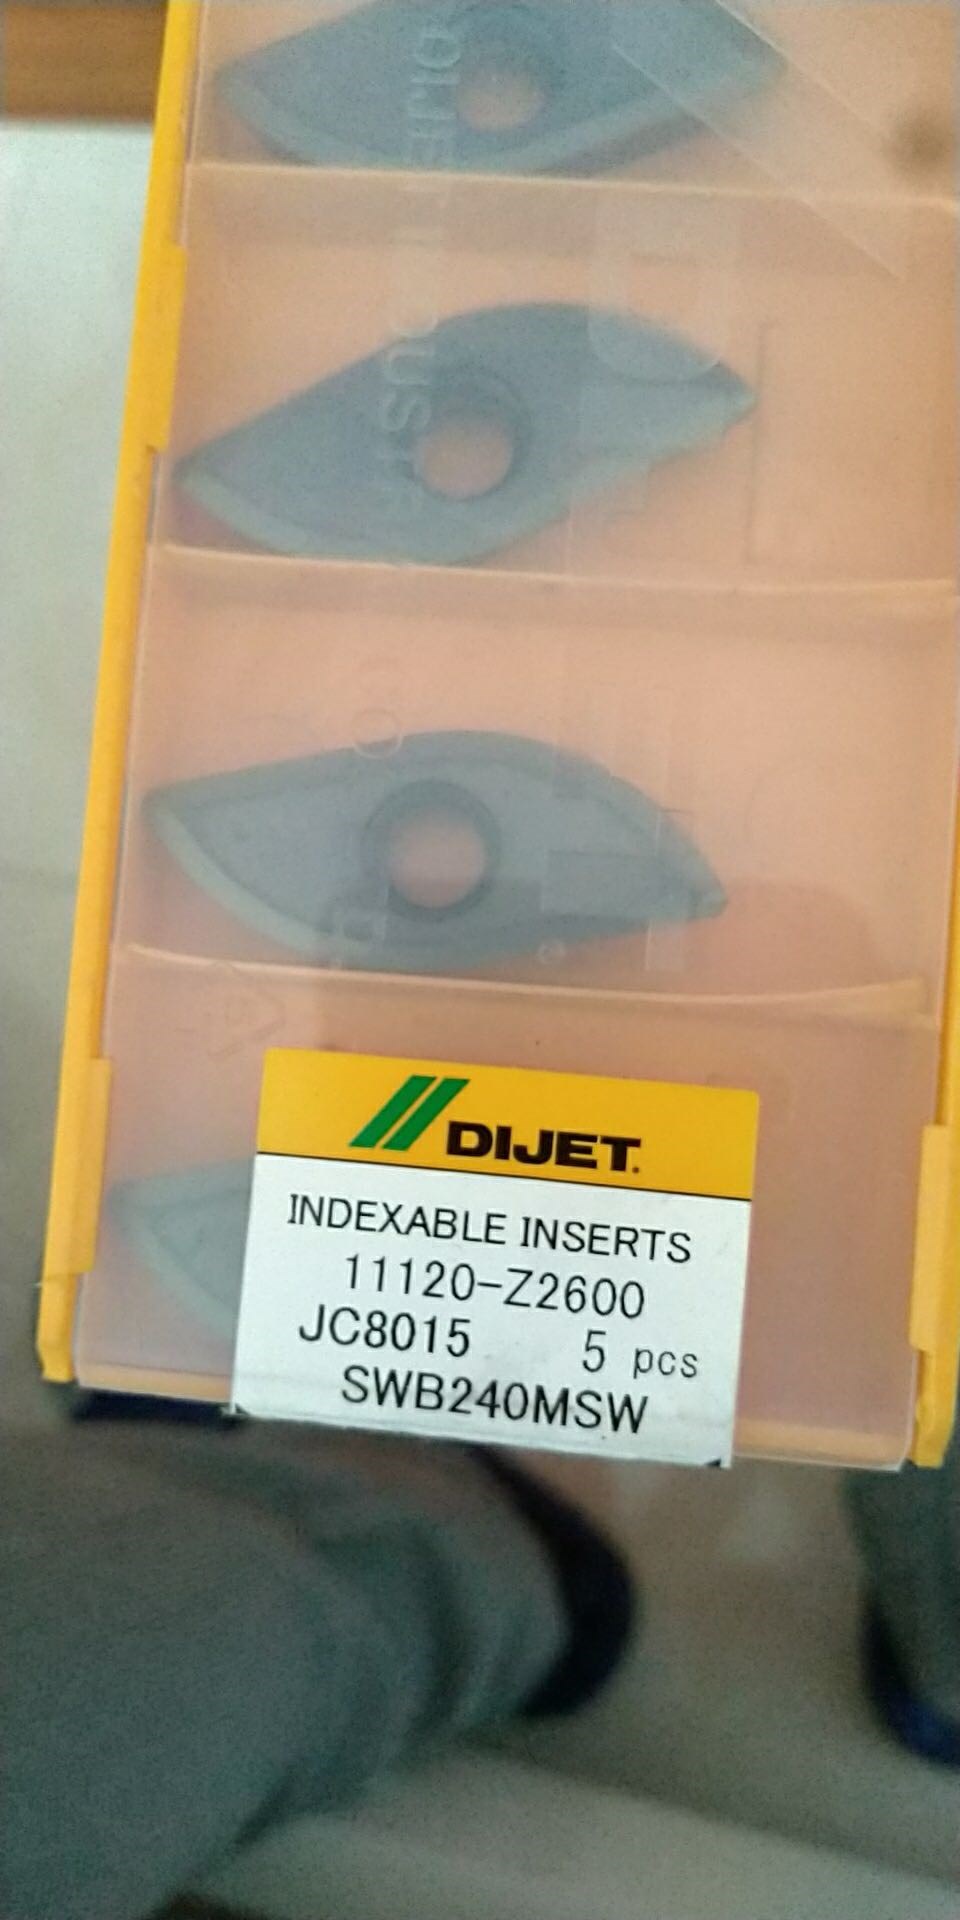 DIJET
INDEXABLE INSERTS
11120-Z2600
JC8015 5 pcs
SWB240MSW